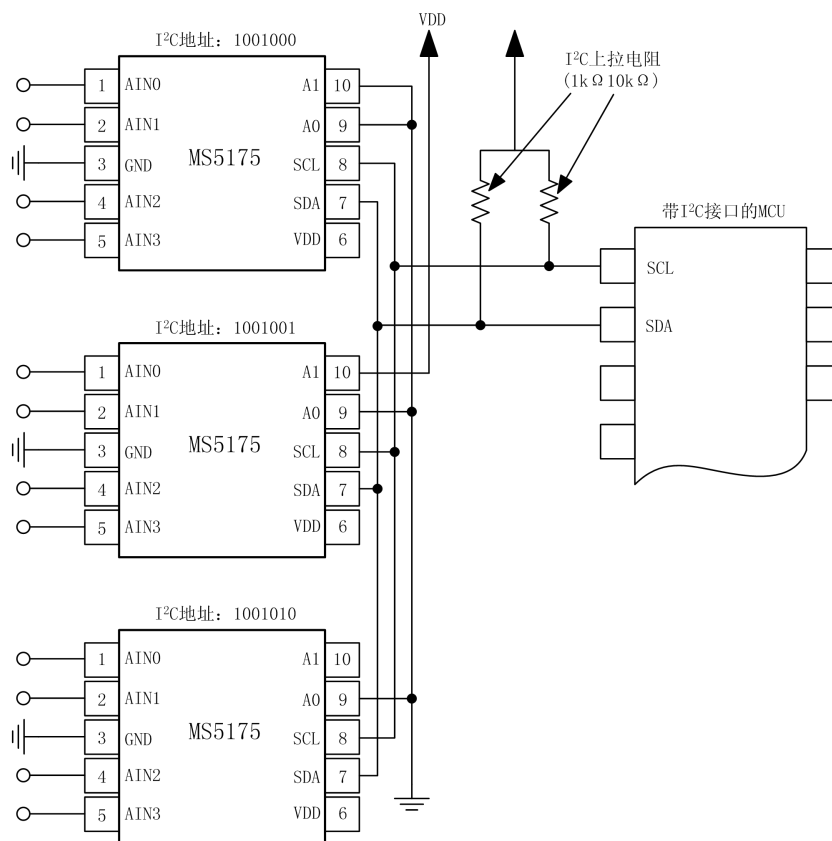 VDD
I²C上拉电阻
(1kΩ10kΩ)
I²C地址: 1001000
1 AIN0 A1 10
2 AIN1 A0 9
3 GND MS5175 SCL 8
4 AIN2 SDA 7
5 AIN3 VDD 6
带I²C接口的MCU
SCL
SDA
I²C地址: 1001001
1 AIN0 A1 10
2 AIN1 A0 9
3 GND MS5175 SCL 8
4 AIN2 SDA 7
5 AIN3 VDD 6
I²C地址: 1001010
1 AIN0 A1 10
2 AIN1 A0 9
3 GND MS5175 SCL 8
4 AIN2 SDA 7
5 AIN3 VDD 6